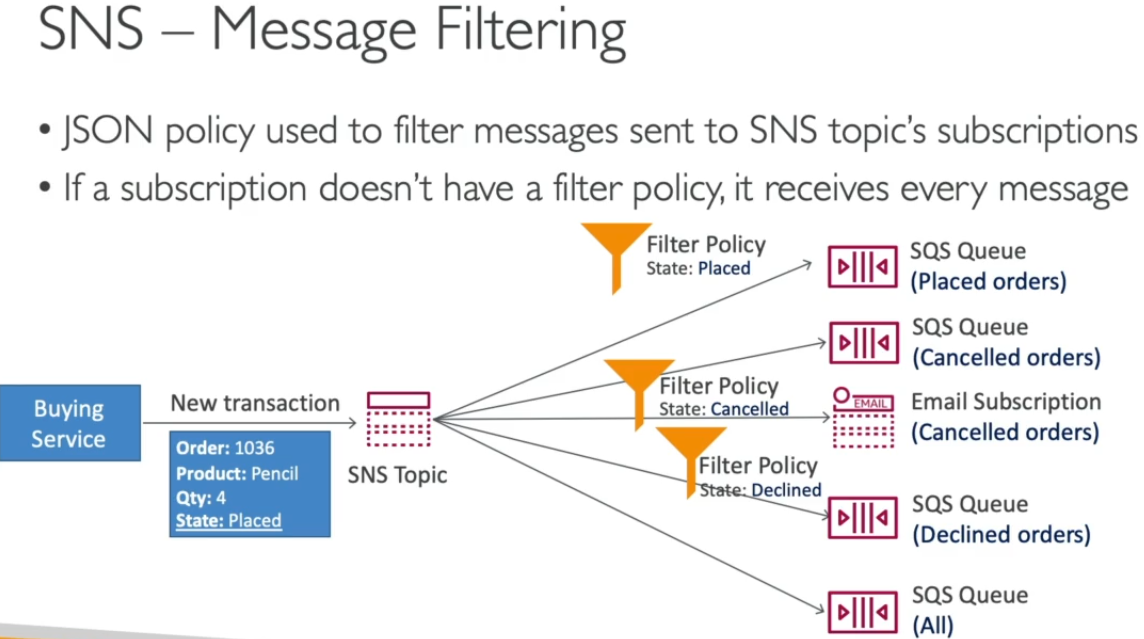 SNS – Message Filtering
• JSON policy used to filter messages sent to SNS topic's subscriptions
• If a subscription doesn't have a filter policy, it receives every message
Filter Policy
State: Placed
SQS Queue
(Placed orders)
SQS Queue
(Cancelled orders)
Filter Policy
State: Cancelled
EMAIL
Email Subscription
(Cancelled orders)
Buying
Service
New transaction
Order: 1036
Product: Pencil
Qty: 4
State: Placed
SNS Topic
Filter Policy
State: Declined
SQS Queue
(Declined orders)
SQS Queue
(All)